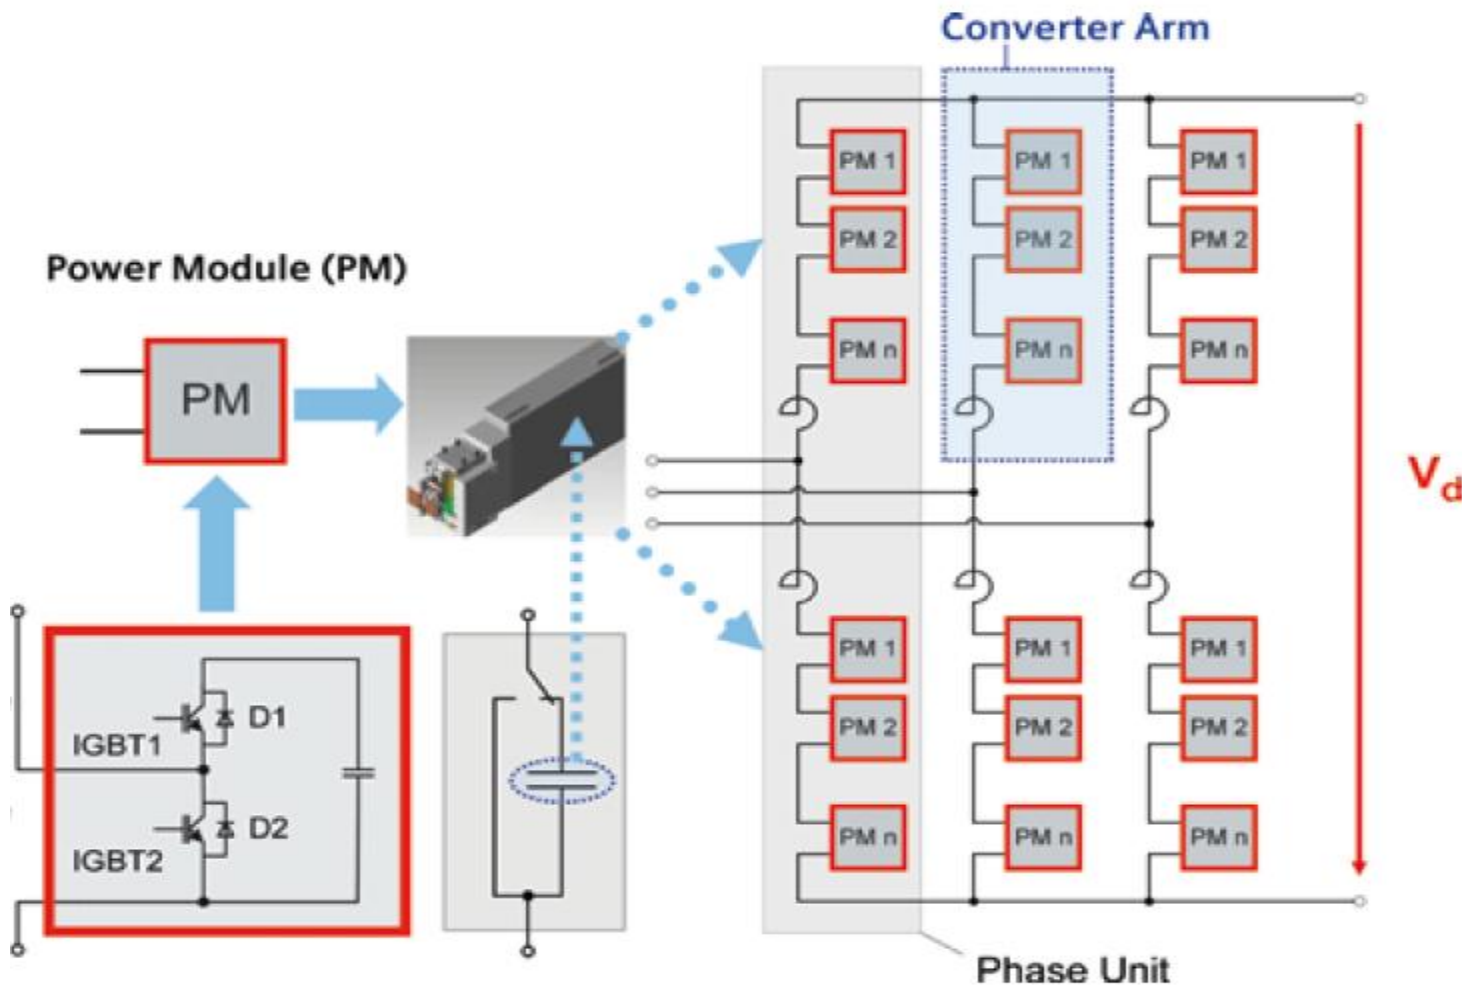 Converter Arm
Power Module (PM)
PM
IGBT1
D1
IGBT2
D2
PM 1
PM 1
PM 1
PM 2
PM 2
PM 2
PM n
PM n
PM n
Vd
PM 1
PM 1
PM 1
PM 2
PM 2
PM 2
PM n
PM n
PM n
Phase Unit